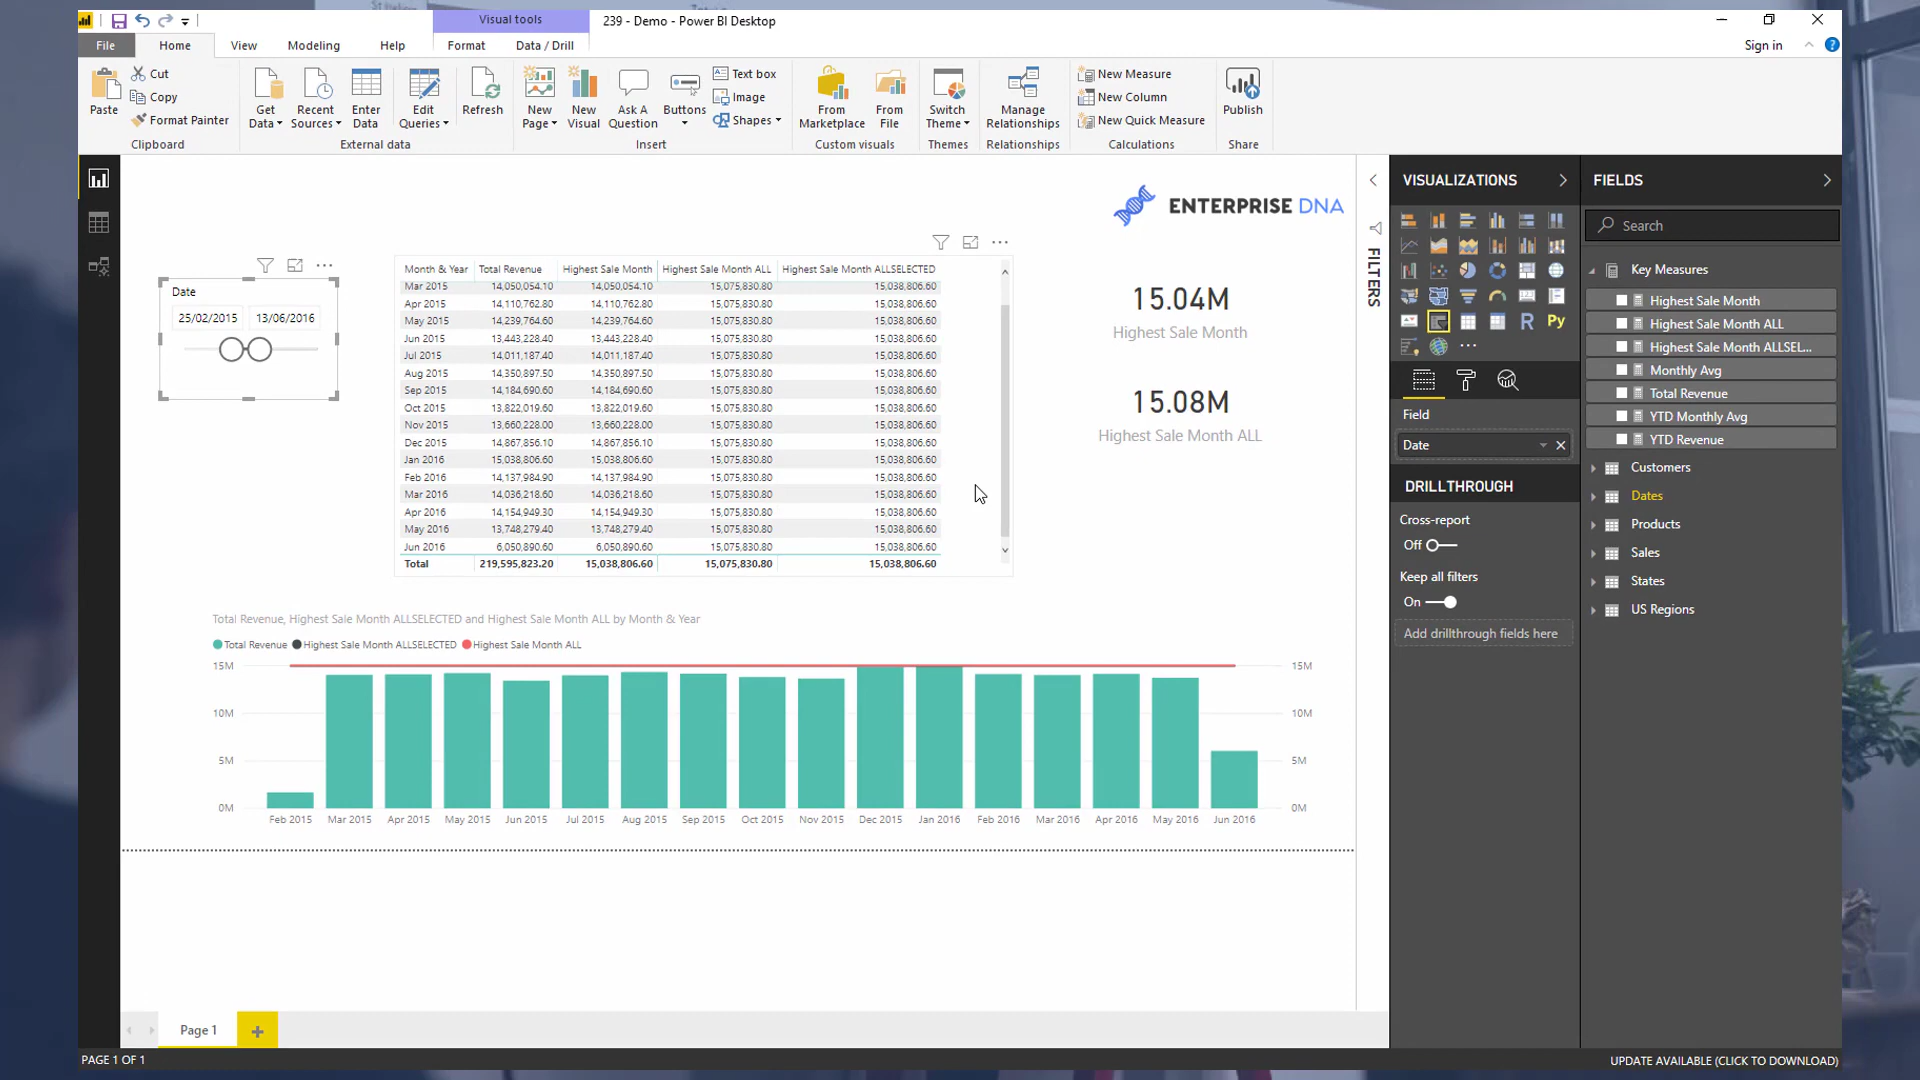 Visual tools
239 - Demo - Power BI Desktop
File Home View Modeling Help Format Data / Drill Sign in
Paste
Cut
Copy
Format Painter
Clipboard
Get Data
Recent Sources
Enter Data
Edit Queries
Refresh
External data
New Page
New Visual
Ask A Question
Buttons
Text box
Image
Shapes
Insert
From Marketplace
From File
Custom visuals
Switch Theme
Themes
Manage Relationships
Relationships
New Measure
New Column
New Quick Measure
Calculations
Publish
Share
ENTERPRISE DNA
Date
25/02/2015 13/06/2016
Month & Year Total Revenue Highest Sale Month Highest Sale Month ALL Highest Sale Month ALLSELECTED
Mar 2015 14,050,054.10 14,050,054.10 15,075,830.80 15,038,806.60
Apr 2015 14,110,762.80 14,110,762.80 15,075,830.80 15,038,806.60
May 2015 14,239,764.60 14,239,764.60 15,075,830.80 15,038,806.60
Jun 2015 13,443,228.40 13,443,228.40 15,075,830.80 15,038,806.60
Jul 2015 14,011,187.40 14,011,187.40 15,075,830.80 15,038,806.60
Aug 2015 14,350,897.50 14,350,897.50 15,075,830.80 15,038,806.60
Sep 2015 14,184,690.60 14,184,690.60 15,075,830.80 15,038,806.60
Oct 2015 13,822,019.60 13,822,019.60 15,075,830.80 15,038,806.60
Nov 2015 13,660,228.00 13,660,228.00 15,075,830.80 15,038,806.60
Dec 2015 14,867,856.10 14,867,856.10 15,075,830.80 15,038,806.60
Jan 2016 15,038,806.60 15,038,806.60 15,075,830.80 15,038,806.60
Feb 2016 14,137,984.90 14,137,984.90 15,075,830.80 15,038,806.60
Mar 2016 14,036,218.60 14,036,218.60 15,075,830.80 15,038,806.60
Apr 2016 14,154,949.30 14,154,949.30 15,075,830.80 15,038,806.60
May 2016 13,748,279.40 13,748,279.40 15,075,830.80 15,038,806.60
Jun 2016 6,050,890.60 6,050,890.60 15,075,830.80 15,038,806.60
Total 219,595,823.20 15,038,806.60 15,075,830.80 15,038,806.60
15.04M
Highest Sale Month
15.08M
Highest Sale Month ALL
Total Revenue, Highest Sale Month ALLSELECTED and Highest Sale Month ALL by Month & Year
Total Revenue Highest Sale Month ALLSELECTED Highest Sale Month ALL
15M 15M
10M 10M
5M 5M
0M 0M
Feb 2015 Mar 2015 Apr 2015 May 2015 Jun 2015 Jul 2015 Aug 2015 Sep 2015 Oct 2015 Nov 2015 Dec 2015 Jan 2016 Feb 2016 Mar 2016 Apr 2016 May 2016 Jun 2016
FILTERS
VISUALIZATIONS
R Py
Field
Date
DRILLTHROUGH
Cross-report
Off
Keep all filters
On
Add drillthrough fields here
FIELDS
Search
Key Measures
Highest Sale Month
Highest Sale Month ALL
Highest Sale Month ALLSEL...
Monthly Avg
Total Revenue
YTD Monthly Avg
YTD Revenue
Customers
Dates
Products
Sales
States
US Regions
Page 1
PAGE 1 OF 1
UPDATE AVAILABLE (CLICK TO DOWNLOAD)